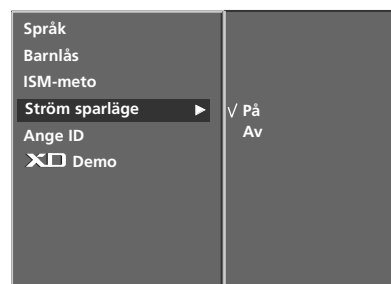 Språk
Barnlås
ISM-meto
Ström sparläge ▶
Ange ID
XD Demo
√ På
Av